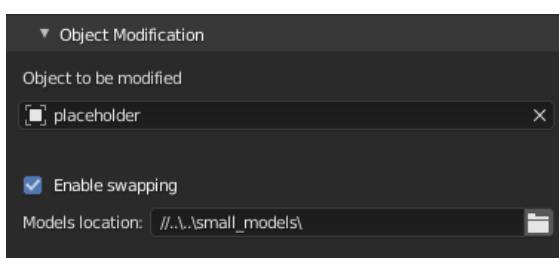 Object Modification
Object to be modified
placeholder
Enable swapping
Models location: //..\..\small_models\